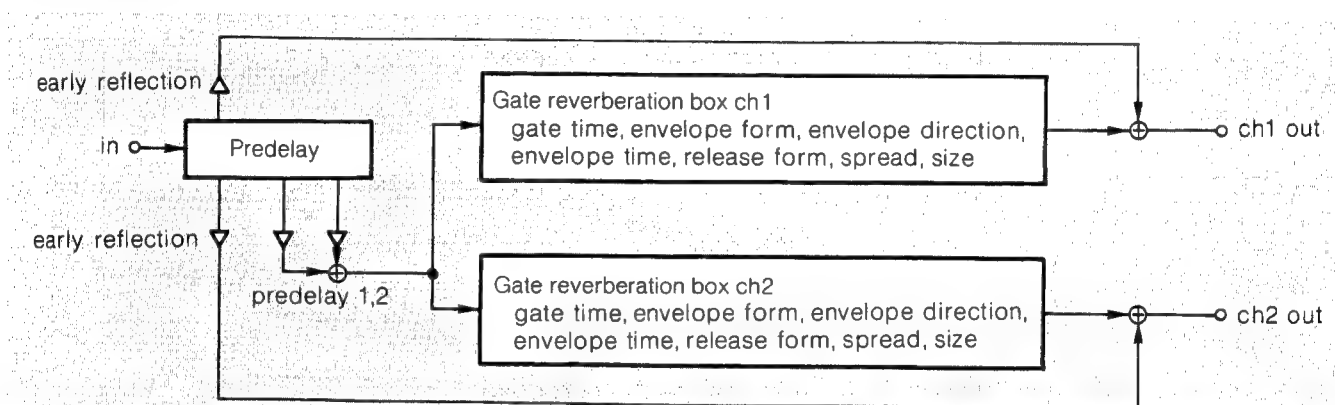 early reflection
in
Predelay
early reflection
predelay 1,2
Gate reverberation box ch1
gate time, envelope form, envelope direction,
envelope time, release form, spread, size
ch1 out
Gate reverberation box ch2
gate time, envelope form, envelope direction,
envelope time, release form, spread, size
ch2 out